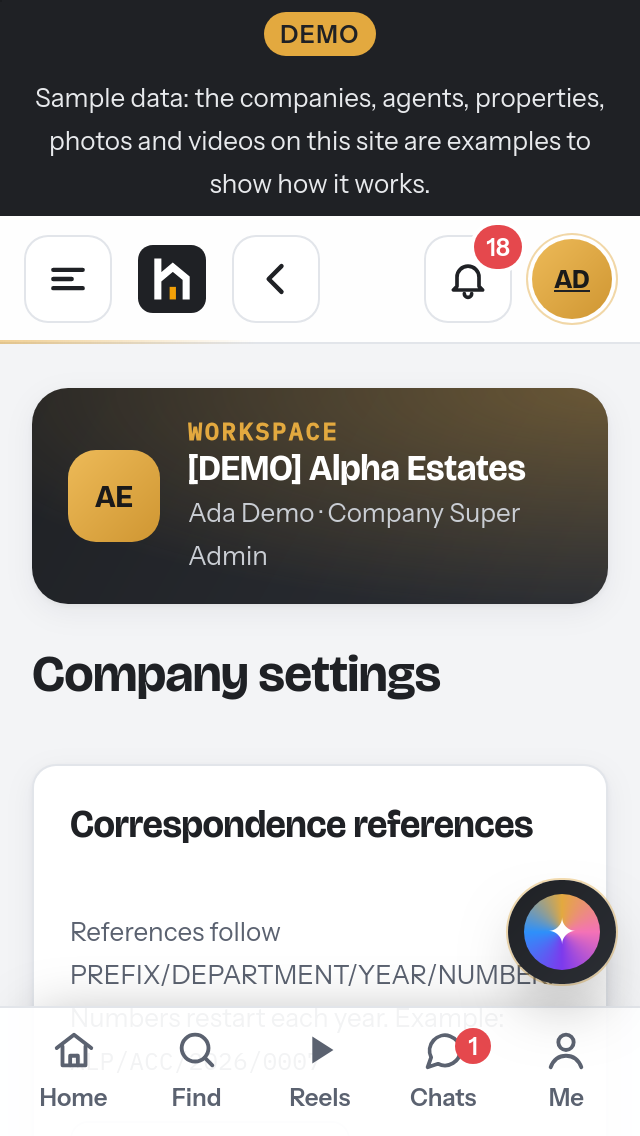 DEMO
Sample data: the companies, agents, properties,
photos and videos on this site are examples to
show how it works.
18
AD
WORKSPACE
AE
[DEMO] Alpha Estates
Ada Demo · Company Super
Admin
Company settings
Correspondence references
References follow
PREFIX/DEPARTMENT/YEAR/NUMBER.
Numbers restart each year. Example:
1
Home
Find
Reels
Chats
Me